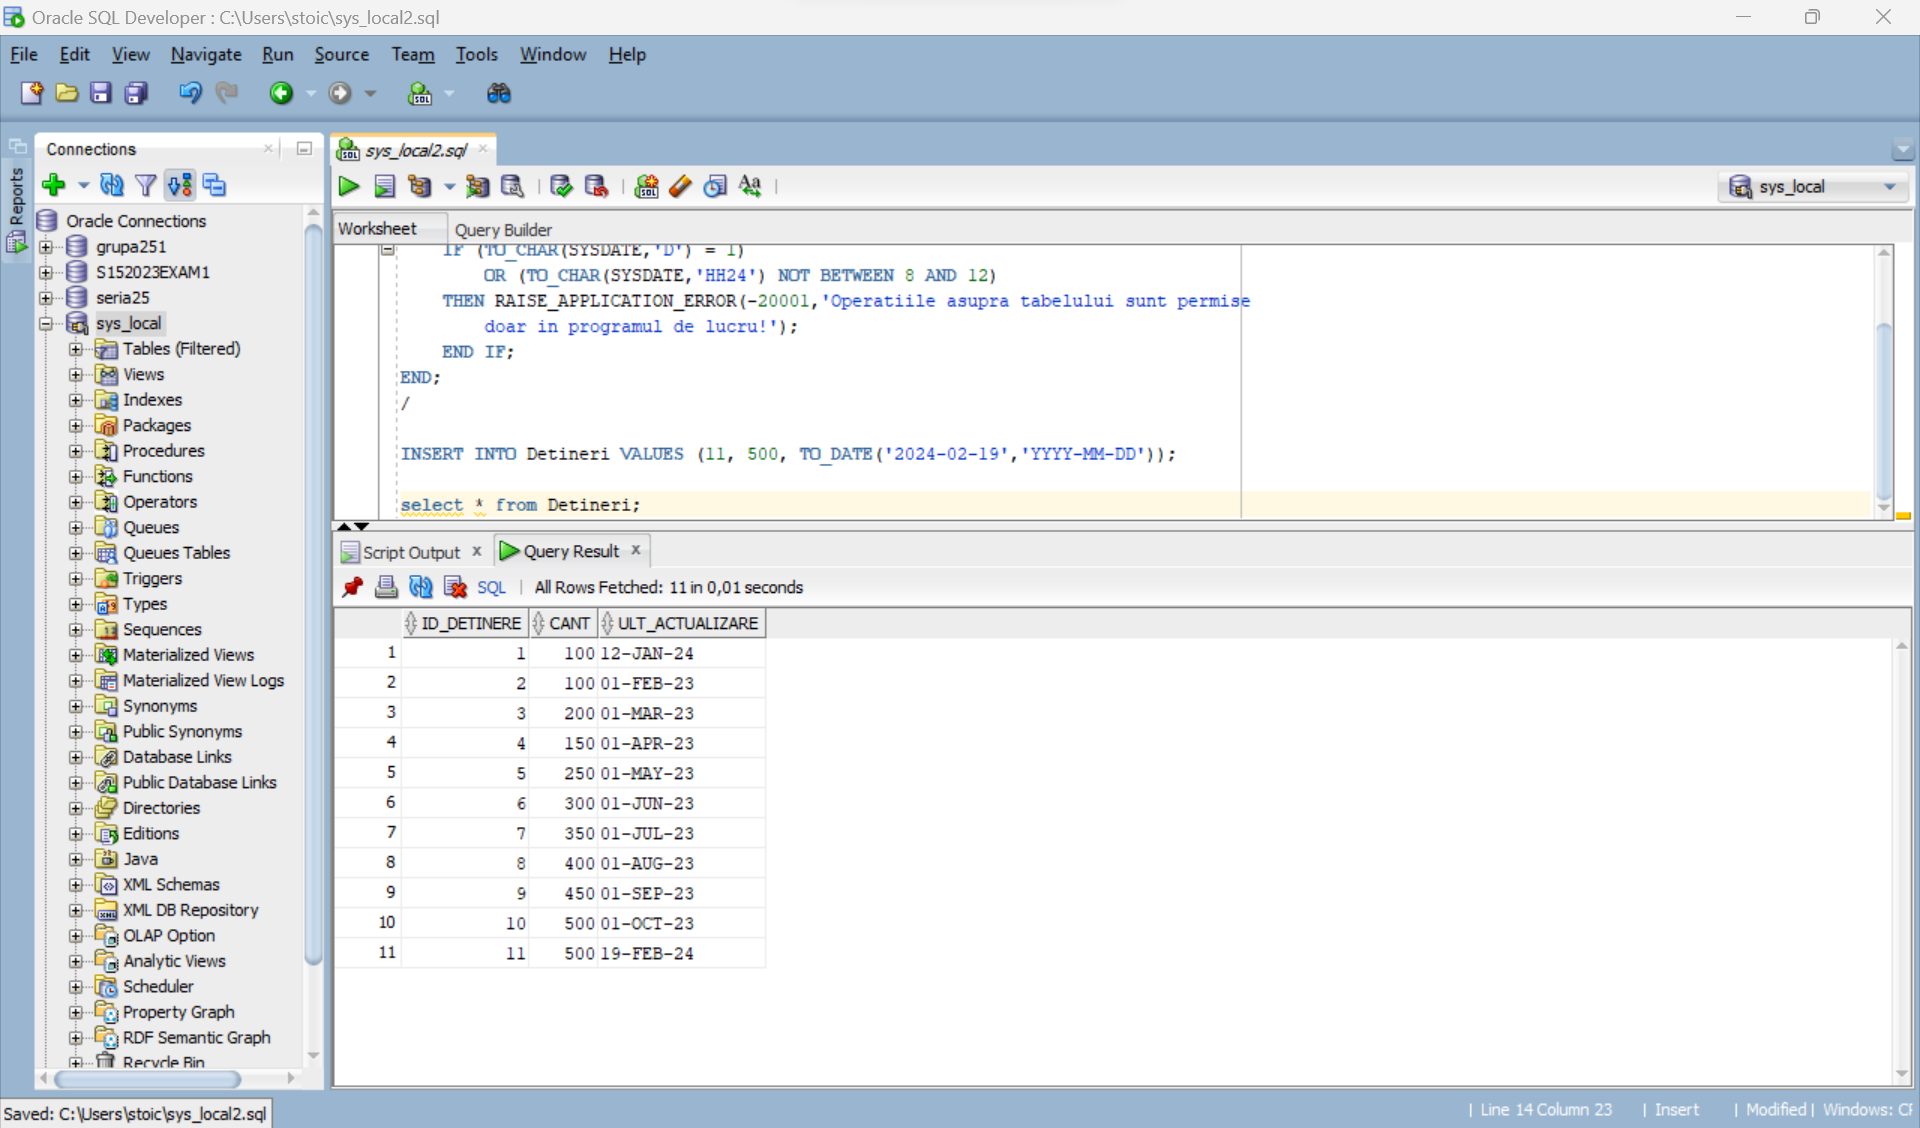 Oracle SQL Developer : C:\Users\stoic\sys_local2.sql
File Edit View Navigate Run Source Team Tools Window Help
Connections
sys_local2.sql
Reports
sys_local
Oracle Connections
grupa251
S152023EXAM1
seria25
sys_local
Tables (Filtered)
Views
Indexes
Packages
Procedures
Functions
Operators
Queues
Queues Tables
Triggers
Types
Sequences
Materialized Views
Materialized View Logs
Synonyms
Public Synonyms
Database Links
Public Database Links
Directories
Editions
Java
XML Schemas
XML DB Repository
OLAP Option
Analytic Views
Scheduler
Property Graph
RDF Semantic Graph
Recycle Bin
Worksheet Query Builder
IF (TO_CHAR(SYSDATE,'D') = 1)
OR (TO_CHAR(SYSDATE,'HH24') NOT BETWEEN 8 AND 12)
THEN RAISE_APPLICATION_ERROR(-20001,'Operatiile asupra tabelului sunt permise
doar in programul de lucru!');
END IF;
END;
/
INSERT INTO Detineri VALUES (11, 500, TO_DATE('2024-02-19','YYYY-MM-DD'));
select * from Detineri;
Script Output x Query Result x
SQL | All Rows Fetched: 11 in 0,01 seconds
ID_DETINERE CANT ULT_ACTUALIZARE
1 1 100 12-JAN-24
2 2 100 01-FEB-23
3 3 200 01-MAR-23
4 4 150 01-APR-23
5 5 250 01-MAY-23
6 6 300 01-JUN-23
7 7 350 01-JUL-23
8 8 400 01-AUG-23
9 9 450 01-SEP-23
10 10 500 01-OCT-23
11 11 500 19-FEB-24
Saved: C:\Users\stoic\sys_local2.sql
| Line 14 Column 23 | Insert | Modified | Windows: CF